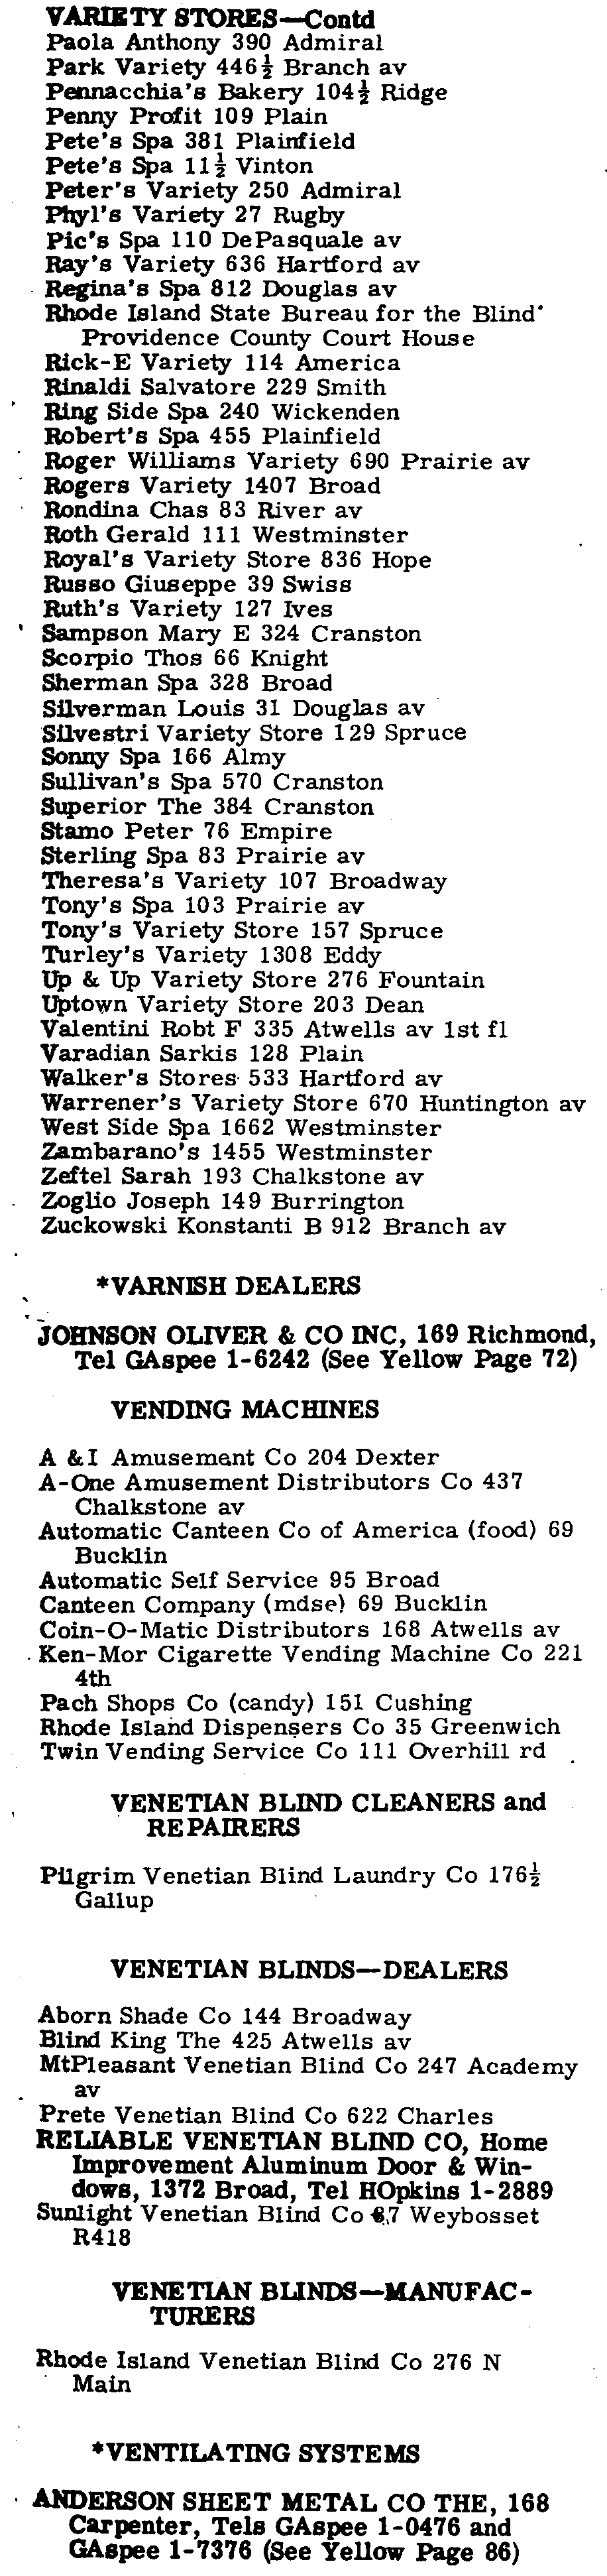 VARIETY STORES—Contd
Paola Anthony 390 Admiral
Park Variety 446½ Branch av
Pennacchia's Bakery 104½ Ridge
Penny Profit 109 Plain
Pete's Spa 381 Plainfield
Pete's Spa 11½ Vinton
Peter's Variety 250 Admiral
Phyl's Variety 27 Rugby
Pic's Spa 110 DePasquale av
Ray's Variety 636 Hartford av
Regina's Spa 812 Douglas av
Rhode Island State Bureau for the Blind
Providence County Court House
Rick-E Variety 114 America
Rinaldi Salvatore 229 Smith
Ring Side Spa 240 Wickenden
Robert's Spa 455 Plainfield
Roger Williams Variety 690 Prairie av
Rogers Variety 1407 Broad
Rondina Chas 83 River av
Roth Gerald 111 Westminster
Royal's Variety Store 836 Hope
Russo Giuseppe 39 Swiss
Ruth's Variety 127 Ives
Sampson Mary E 324 Cranston
Scorpio Thos 66 Knight
Sherman Spa 328 Broad
Silverman Louis 31 Douglas av
Silvestri Variety Store 129 Spruce
Sonny Spa 166 Almy
Sullivan's Spa 570 Cranston
Superior The 384 Cranston
Stamo Peter 76 Empire
Sterling Spa 83 Prairie av
Theresa's Variety 107 Broadway
Tony's Spa 103 Prairie av
Tony's Variety Store 157 Spruce
Turley's Variety 1308 Eddy
Up & Up Variety Store 276 Fountain
Uptown Variety Store 203 Dean
Valentini Robt F 335 Atwells av 1st fl
Varadian Sarkis 128 Plain
Walker's Stores 533 Hartford av
Warrener's Variety Store 670 Huntington av
West Side Spa 1662 Westminster
Zambarano's 1455 Westminster
Zeftel Sarah 193 Chalkstone av
Zoglio Joseph 149 Burrington
Zuckowski Konstanti B 912 Branch av
*VARNISH DEALERS
JOHNSON OLIVER & CO INC, 169 Richmond,
Tel GAspee 1-6242 (See Yellow Page 72)
VENDING MACHINES
A & I Amusement Co 204 Dexter
A-One Amusement Distributors Co 437
Chalkstone av
Automatic Canteen Co of America (food) 69
Bucklin
Automatic Self Service 95 Broad
Canteen Company (mdse) 69 Bucklin
Coin-O-Matic Distributors 168 Atwells av
Ken-Mor Cigarette Vending Machine Co 221
4th
Pach Shops Co (candy) 151 Cushing
Rhode Island Dispensers Co 35 Greenwich
Twin Vending Service Co 111 Overhill rd
VENETIAN BLIND CLEANERS and
REPAIRERS
Pilgrim Venetian Blind Laundry Co 176½
Gallup
VENETIAN BLINDS—DEALERS
Aborn Shade Co 144 Broadway
Blind King The 425 Atwells av
MtPleasant Venetian Blind Co 247 Academy
av
Prete Venetian Blind Co 622 Charles
RELIABLE VENETIAN BLIND CO, Home
Improvement Aluminum Door & Win-
dows, 1372 Broad, Tel HOpkins 1-2889
Sunlight Venetian Blind Co Weybosset
R418
VENETIAN BLINDS—MANUFAC-
TURERS
Rhode Island Venetian Blind Co 276 N
Main
*VENTILATING SYSTEMS
ANDERSON SHEET METAL CO THE, 168
Carpenter, Tels GAspee 1-0476 and
GAspee 1-7376 (See Yellow Page 86)